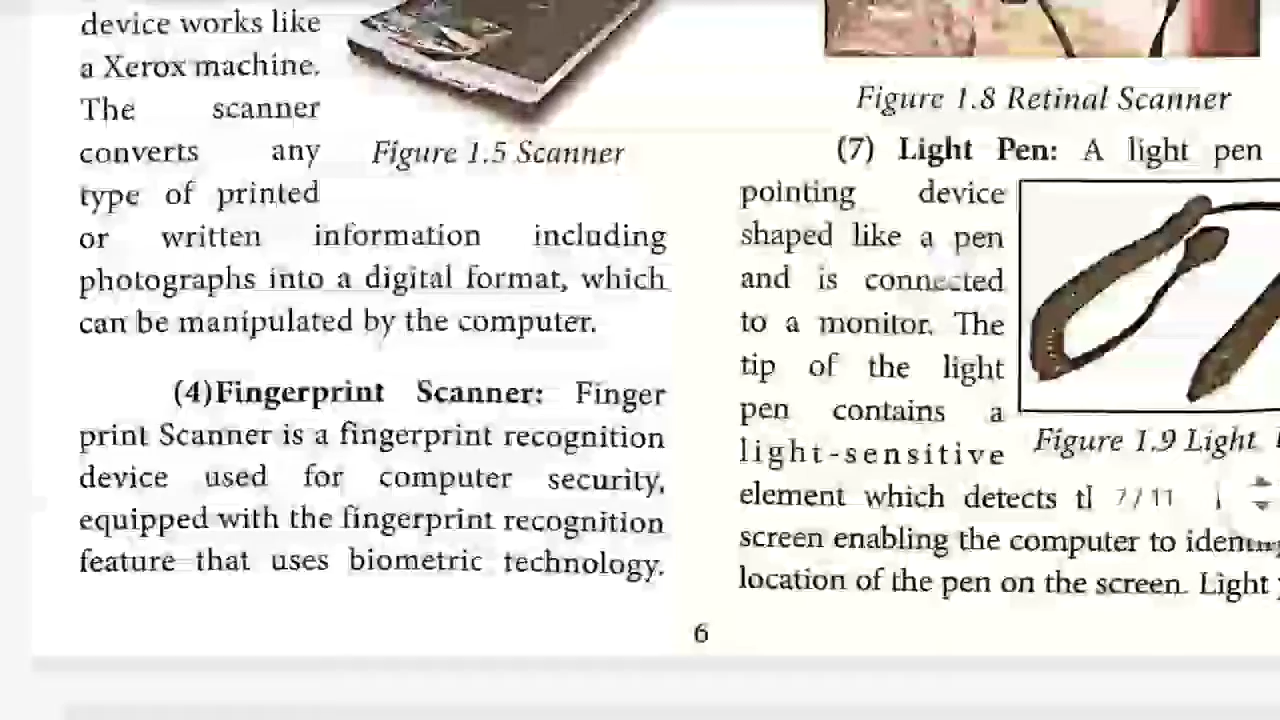 device works like
a Xerox machine.
The scanner
converts any
type of printed
or written information including
photographs into a digital format, which
can be manipulated by the computer.
Figure 1.5 Scanner
(4)Fingerprint Scanner: Finger
print Scanner is a fingerprint recognition
device used for computer security,
equipped with the fingerprint recognition
feature that uses biometric technology.
Figure 1.8 Retinal Scanner
(7) Light Pen: A light pen
pointing device
shaped like a pen
and is connected
to a monitor. The
tip of the light
pen contains a
light-sensitive
element which detects
screen enabling the computer to
location of the pen on the screen. Light
Figure 1.9 Light
7 / 11
6